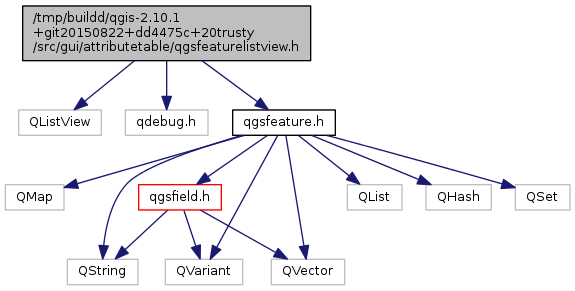 /tmp/buildd/qgis-2.10.1
+git20150822+dd4475c+20trusty
/src/gui/attributetable/qgsfeaturelistview.h
QListView
qdebug.h
qgsfeature.h
QMap
qgsfield.h
QList
QHash
QSet
QString
QVariant
QVector